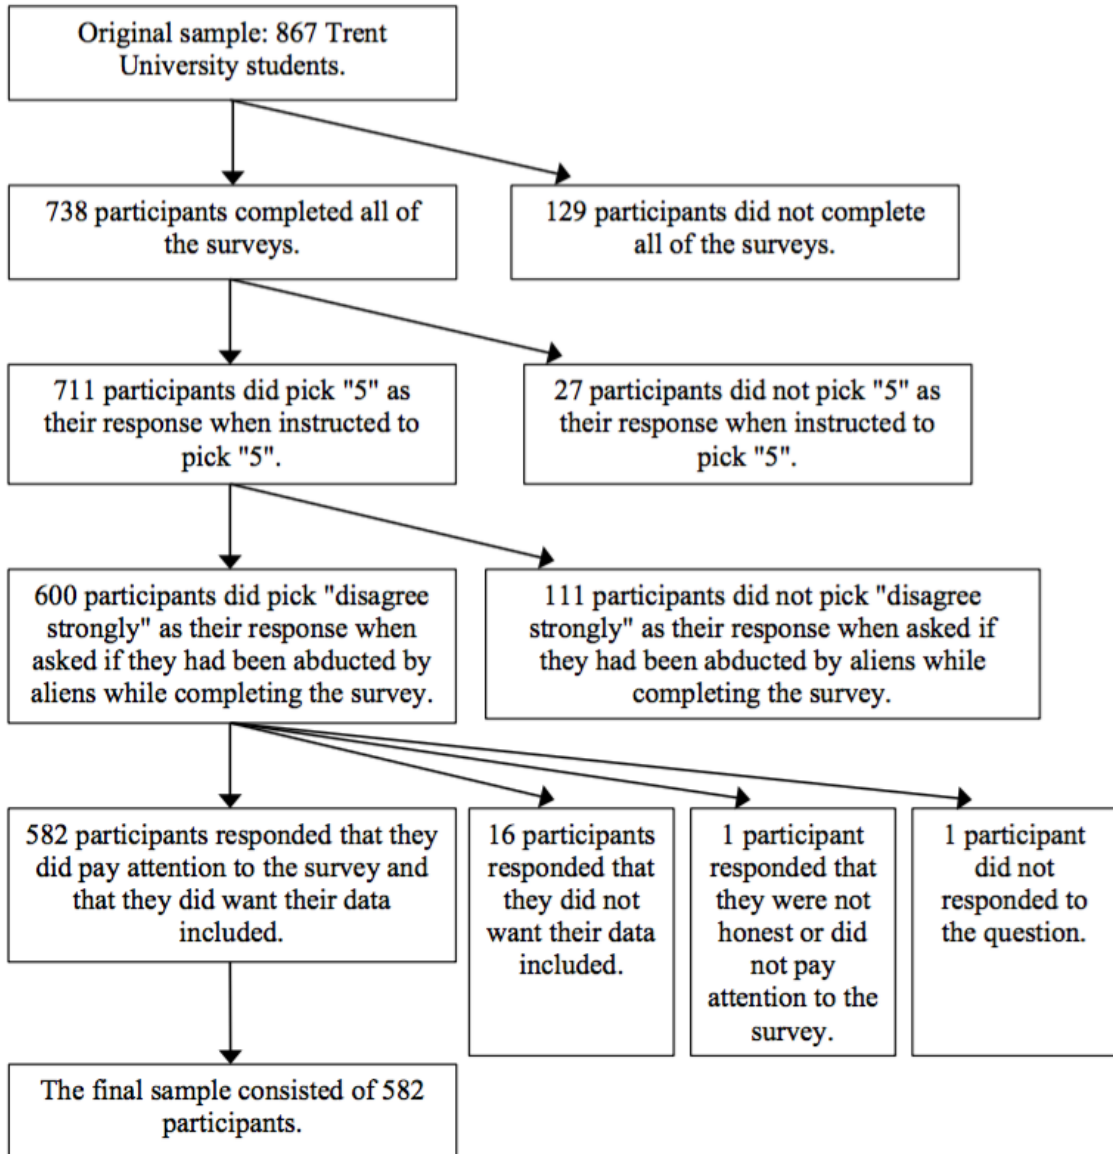 Original sample: 867 Trent
University students.
738 participants completed all of
the surveys.
129 participants did not complete
all of the surveys.
711 participants did pick "5" as
their response when instructed to
pick "5".
27 participants did not pick "5" as
their response when instructed to
pick "5".
600 participants did pick "disagree
strongly" as their response when
asked if they had been abducted by
aliens while completing the survey.
111 participants did not pick "disagree
strongly" as their response when asked if
they had been abducted by aliens while
completing the survey.
582 participants responded that they
did pay attention to the survey and
that they did want their data
included.
16 participants
responded that
they did not
want their data
included.
1 participant
responded that
they were not
honest or did
not pay
attention to the
survey.
1 participant
did not
responded to
the question.
The final sample consisted of 582
participants.